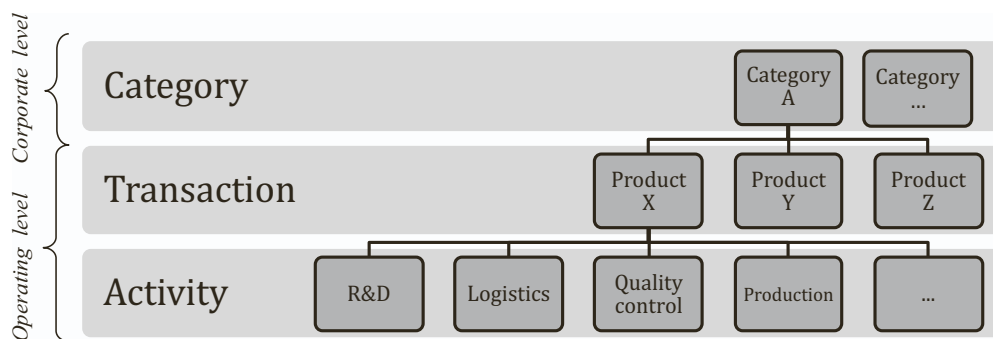 Corporate level
Category
Category
A
Category
...
Transaction
Product
X
Product
Y
Product
Z
Operating level
Activity
R&D
Logistics
Quality
control
Production
...